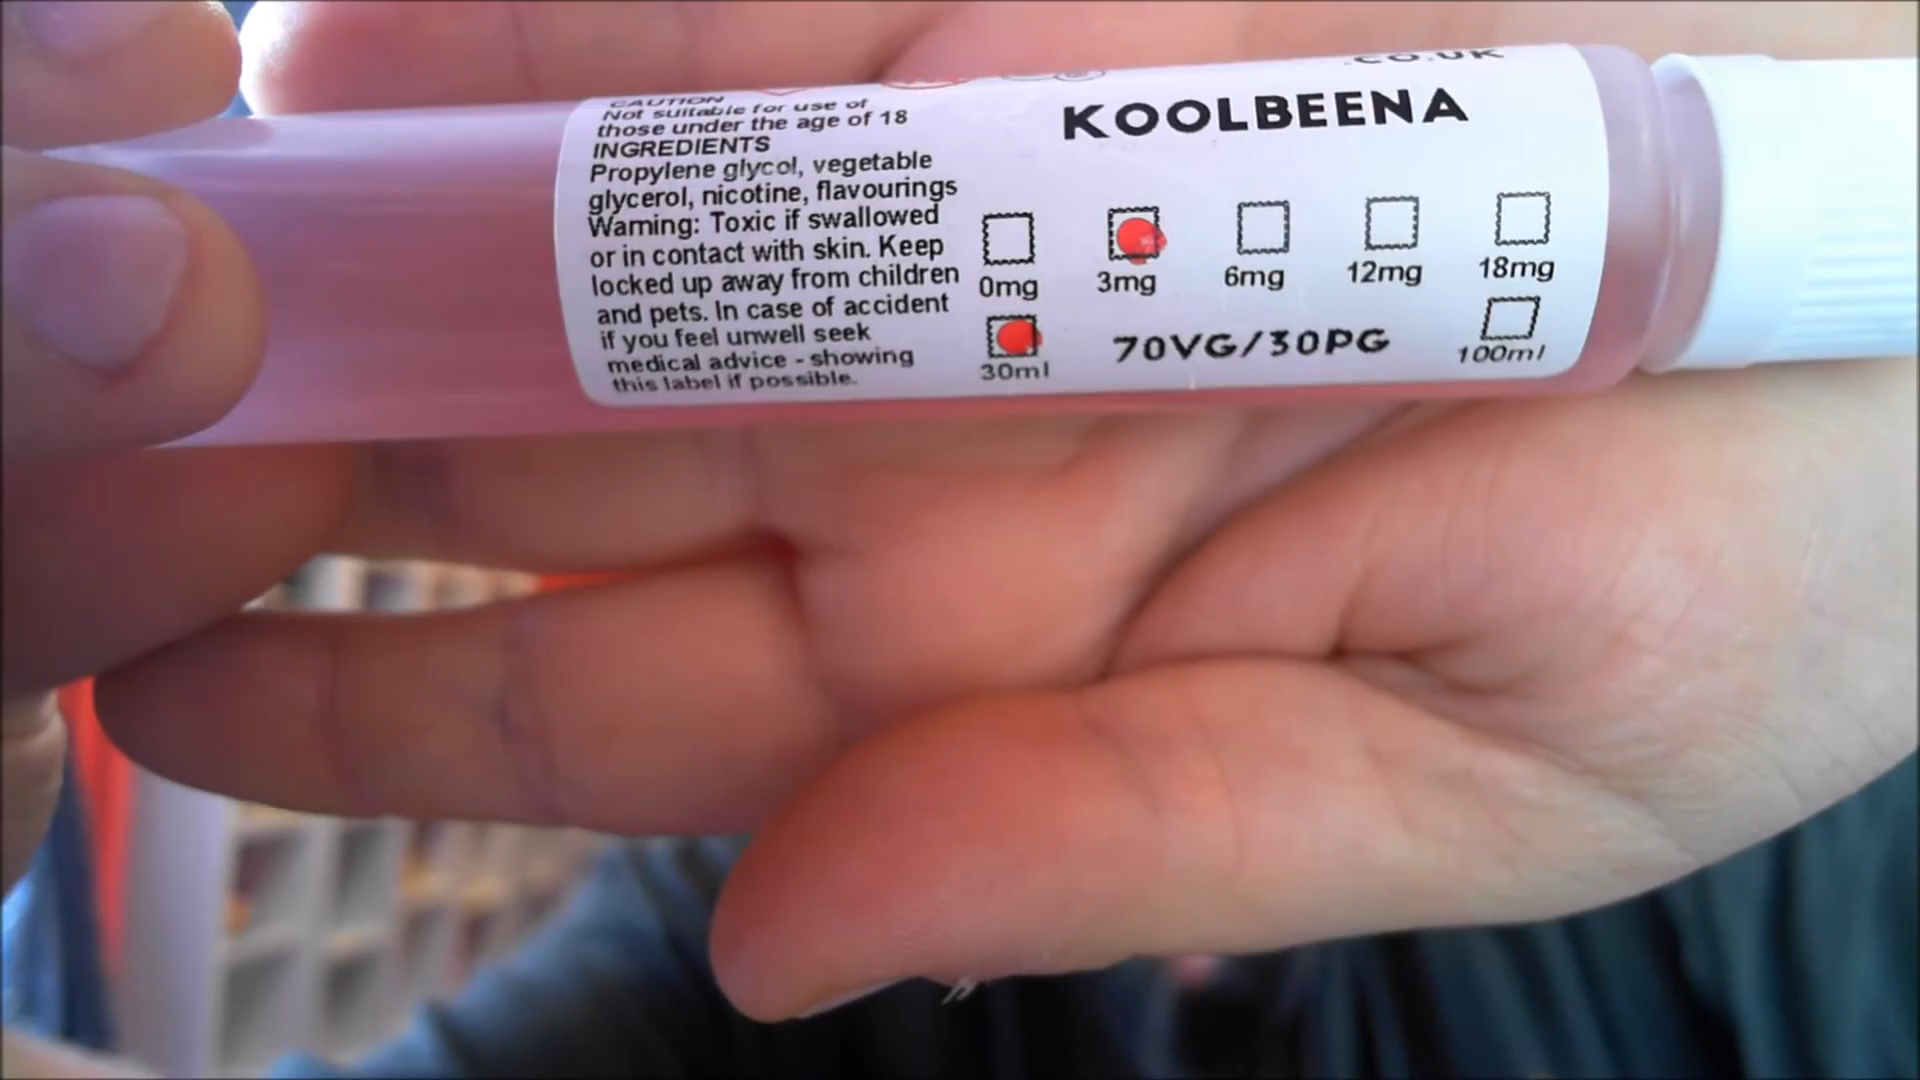 CAUTION
Not suitable for use of
those under the age of 18
INGREDIENTS
Propylene glycol, vegetable
glycerol, nicotine, flavourings
Warning: Toxic if swallowed
or in contact with skin. Keep
locked up away from children
and pets. In case of accident
if you feel unwell seek
medical advice - showing
this label if possible.
.CO.UK
KOOLBEENA
0mg 3mg 6mg 12mg 18mg
30ml 70VG/30PG 100ml